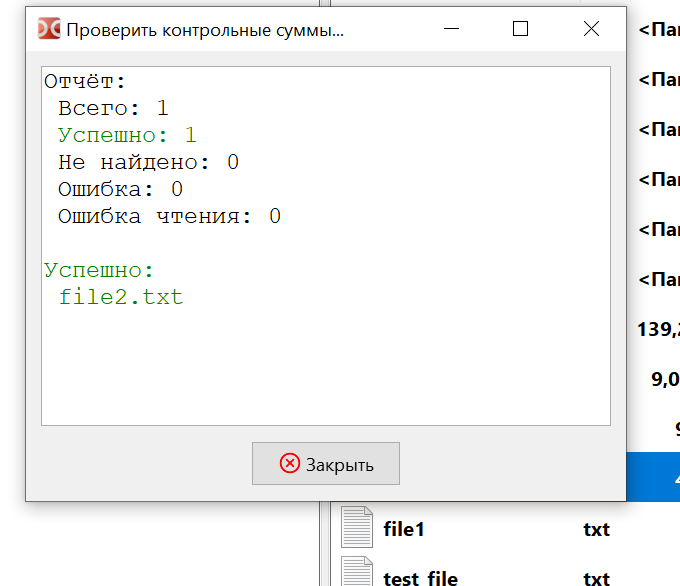 Проверить контрольные суммы...
Отчёт:
Всего: 1
Успешно: 1
Не найдено: 0
Ошибка: 0
Ошибка чтения: 0
Успешно:
file2.txt
Закрыть
139,
9,0
file1 txt
test_file txt